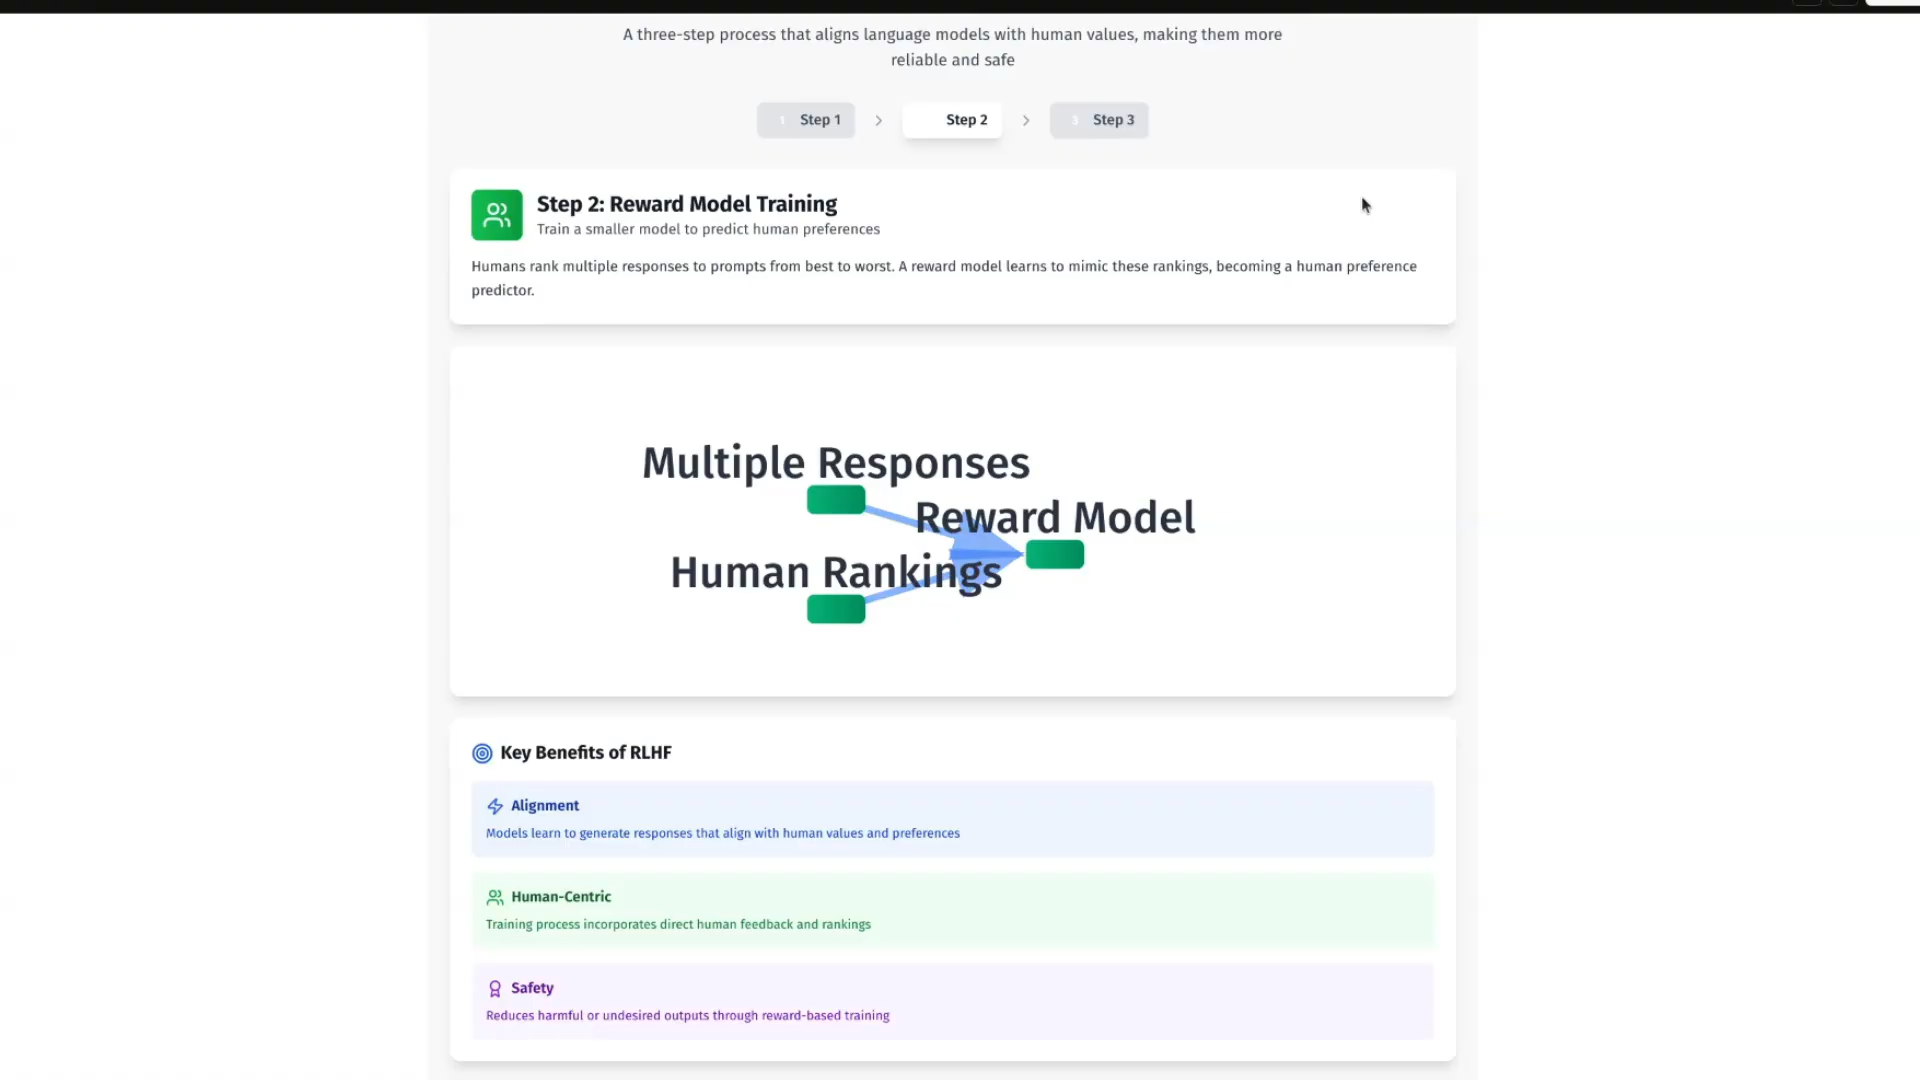 A three-step process that aligns language models with human values, making them more
reliable and safe
1 Step 1
Step 2
3 Step 3
Step 2: Reward Model Training
Train a smaller model to predict human preferences
Humans rank multiple responses to prompts from best to worst. A reward model learns to mimic these rankings, becoming a human preference
predictor.
Multiple Responses
Reward Model
Human Rankings
Key Benefits of RLHF
Alignment
Models learn to generate responses that align with human values and preferences
Human-Centric
Training process incorporates direct human feedback and rankings
Safety
Reduces harmful or undesired outputs through reward-based training